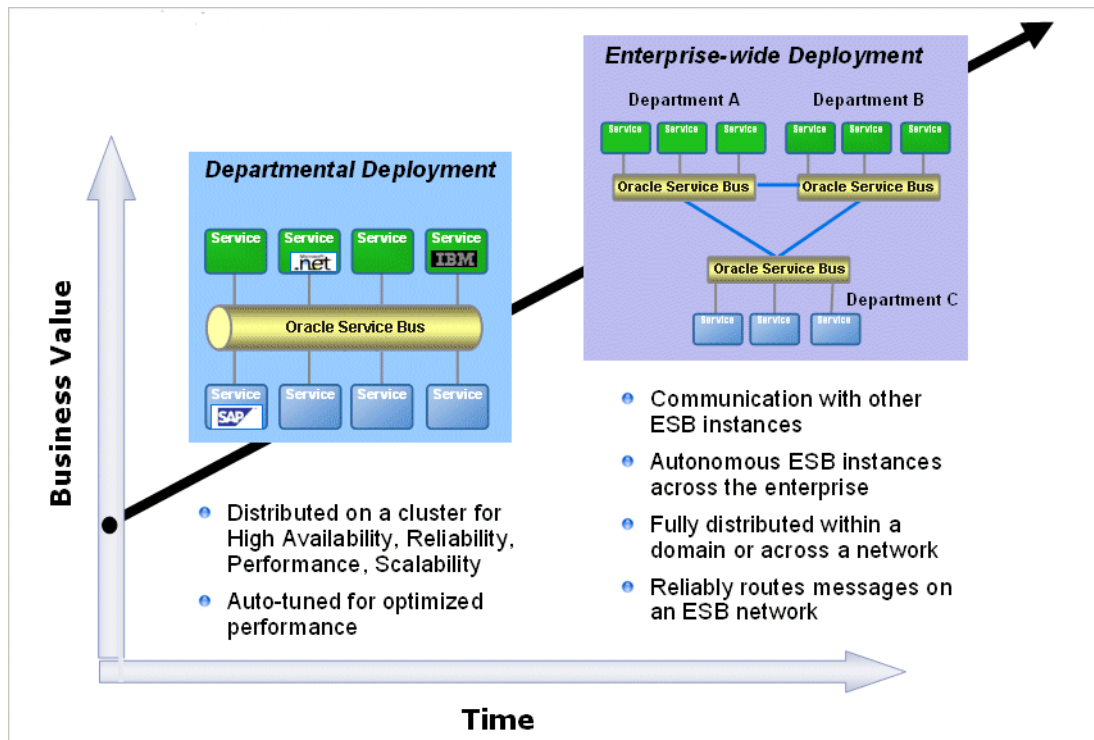 Enterprise-wide Deployment
Department A
Department B
Service
Service
Service
Service
Service
Service
Oracle Service Bus
Oracle Service Bus
Oracle Service Bus
Department C
Service
Service
Service
Departmental Deployment
Service
Service
Service
Service
Microsoft
.net
IBM
Oracle Service Bus
Service
Service
Service
Service
SAP
Business Value
Distributed on a cluster for
High Availability, Reliability,
Performance, Scalability
Auto-tuned for optimized
performance
Communication with other
ESB instances
Autonomous ESB instances
across the enterprise
Fully distributed within a
domain or across a network
Reliably routes messages on
an ESB network
Time